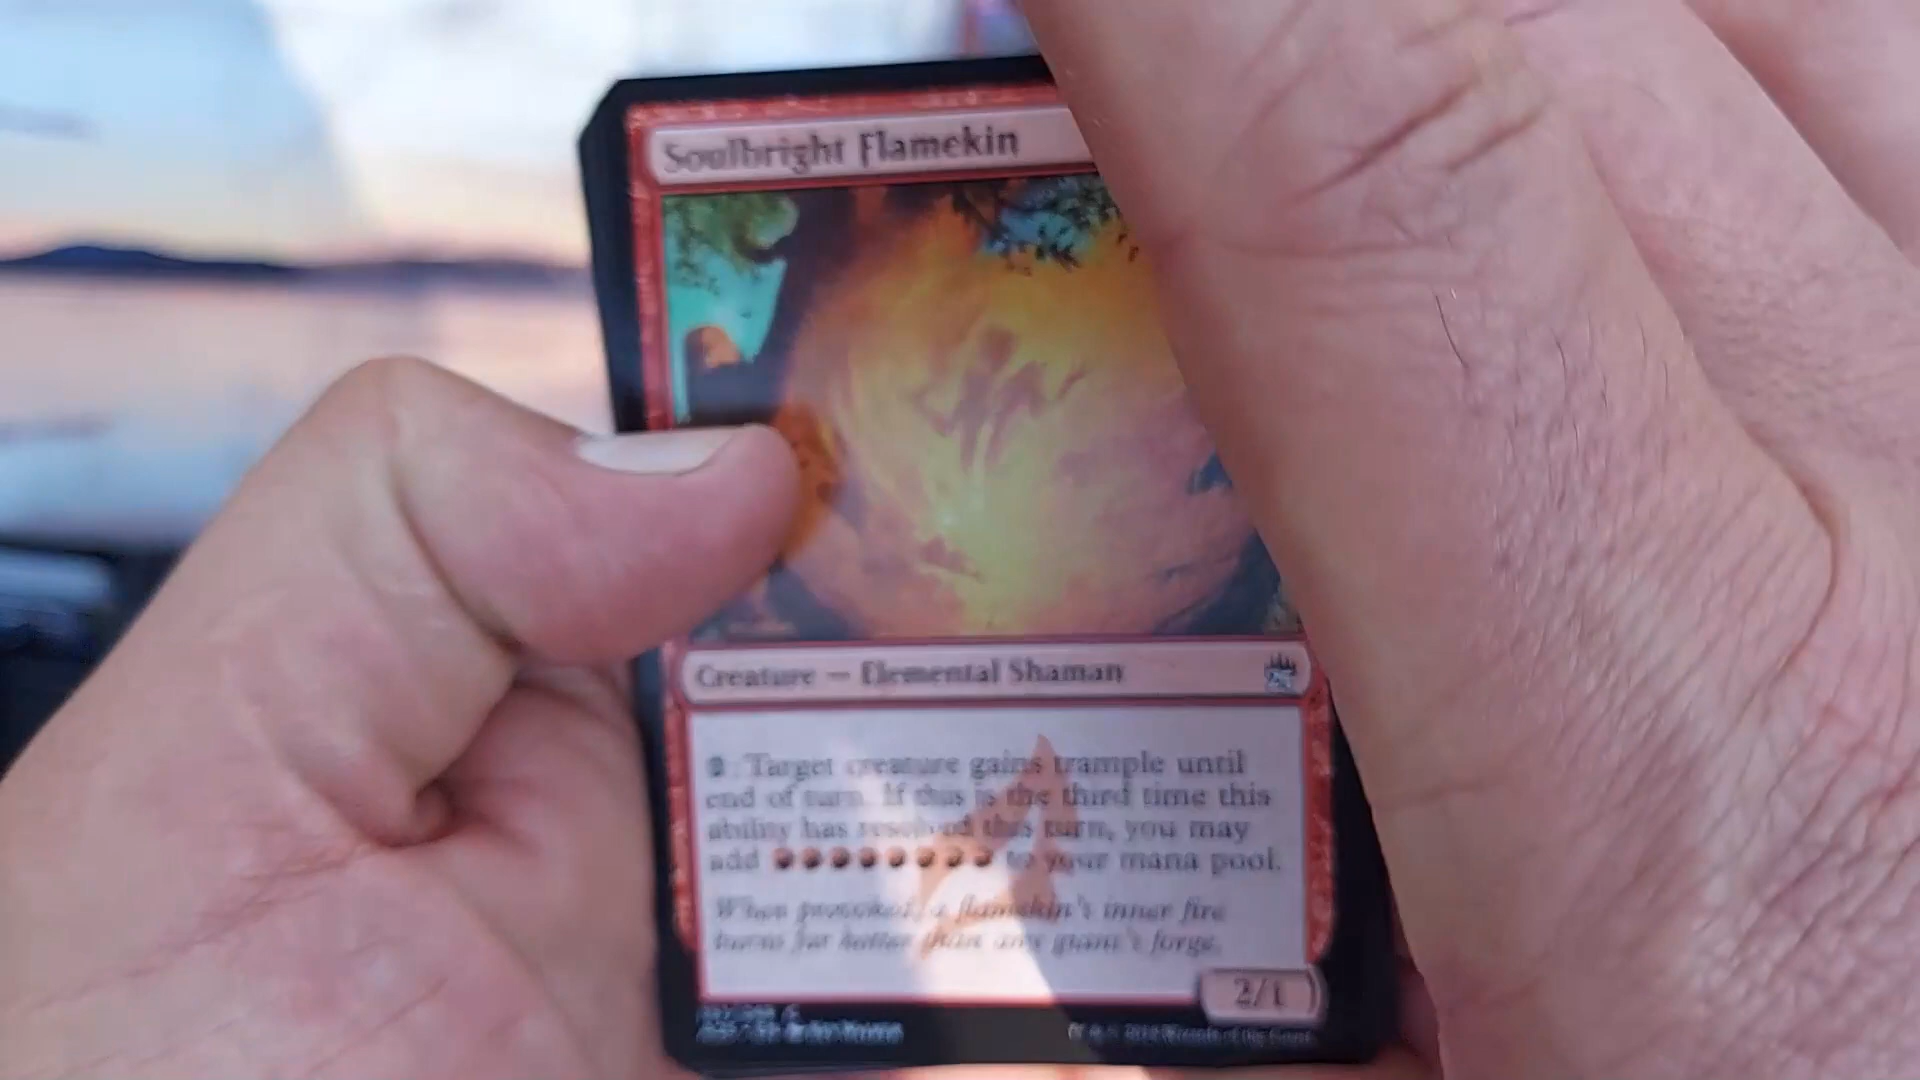 Soulbright Flamekin
Creature — Elemental Shaman
: Target creature gains trample until
end of turn. If this is the third time this
ability has resolved this turn, you may
add to your mana pool.
When provoked, a flamekin's inner fire
burns far hotter than any giant's forge.
2/1